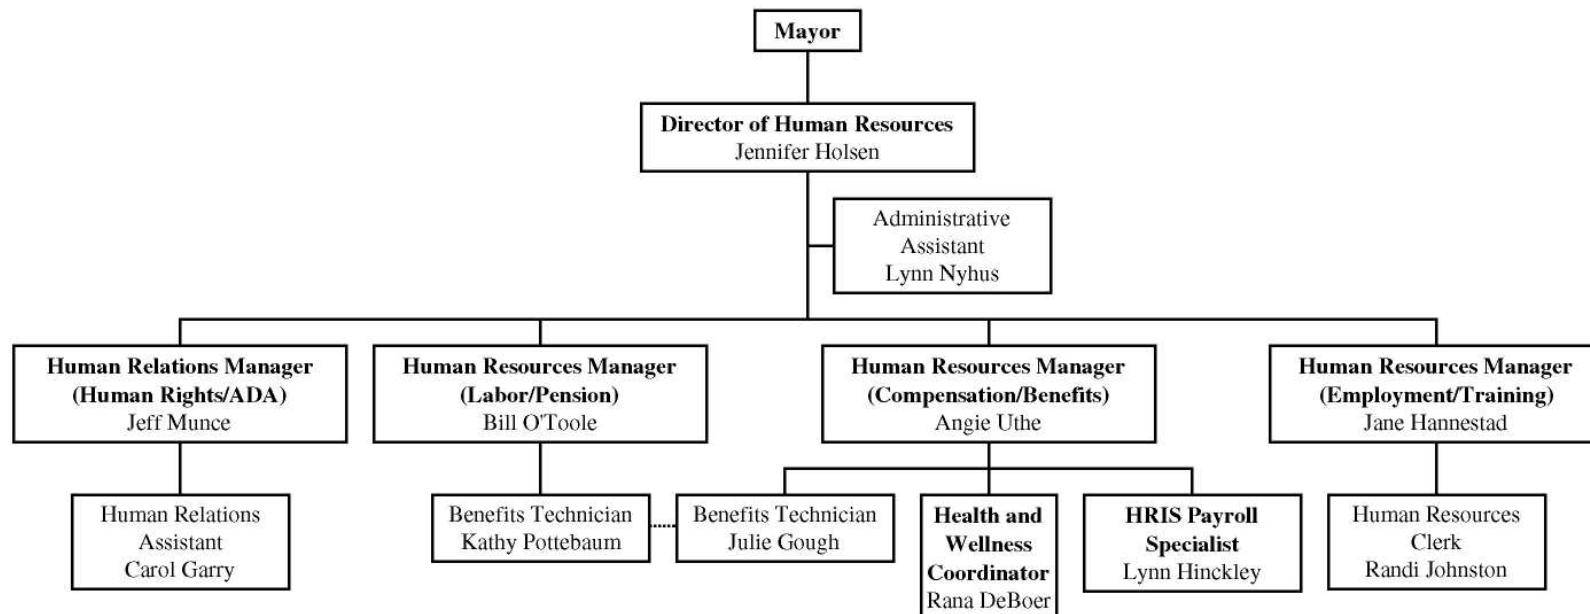 Mayor
Director of Human Resources
Jennifer Holsen
Administrative
Assistant
Lynn Nyhus
Human Relations Manager
(Human Rights/ADA)
Jeff Munce
Human Resources Manager
(Labor/Pension)
Bill O'Toole
Human Resources Manager
(Compensation/Benefits)
Angie Uthe
Human Resources Manager
(Employment/Training)
Jane Hannestad
Human Relations
Assistant
Carol Garry
Benefits Technician
Kathy Pottebaum
Benefits Technician
Julie Gough
Health and
Wellness
Coordinator
Rana DeBoer
HRIS Payroll
Specialist
Lynn Hinckley
Human Resources
Clerk
Randi Johnston